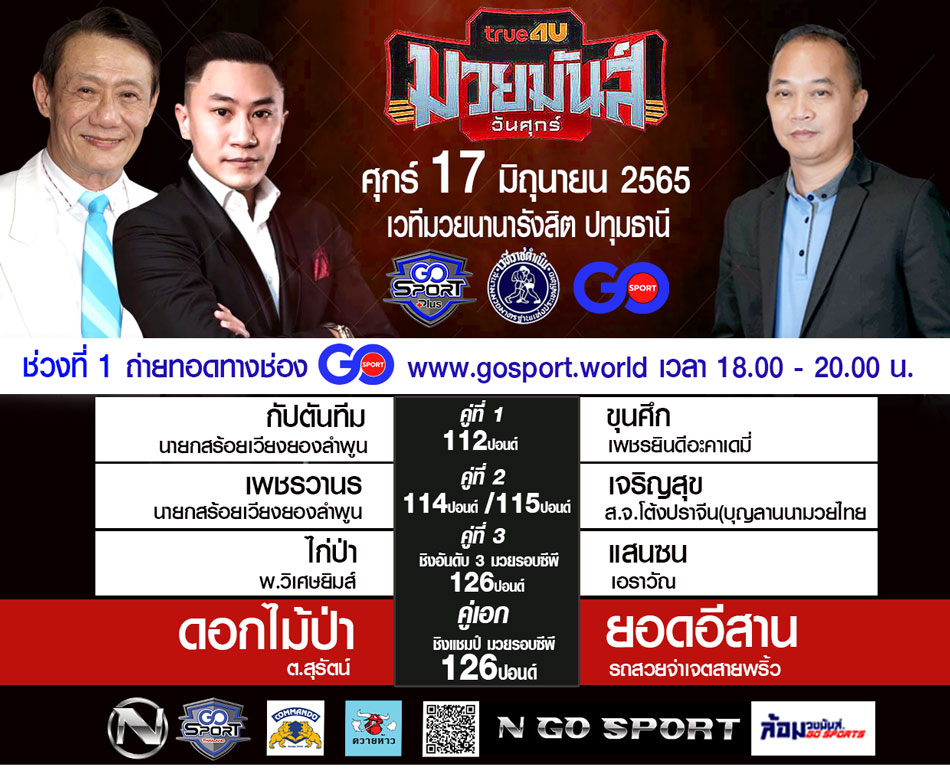 true4U
มวยมันส์
วันศุกร์
ศุกร์ 17 มิถุนายน 2565
เวทีมวยนานารังสิต ปทุมธานี
GO SPORT Plus
GO SPORT
ช่วงที่ 1 ถ่ายทอดทางช่อง GO SPORT www.gosport.world เวลา 18.00 - 20.00 น.
กัปตันทีม คู่ที่ 1 ขุนศึก
นายกสร้อยเวียงยองลำพูน 112ปอนด์ เพชรยินดีอะคาเดมี่
เพชรวานร คู่ที่ 2 เจริญสุข
นายกสร้อยเวียงยองลำพูน 114ปอนด์ /115ปอนด์ ส.จ.โต้งปราจีน(บุญลานนามวยไทย
ไก่ป่า คู่ที่ 3 แสนซน
ชิงอันดับ 3 มวยรอบซีพี
พ.วิเศษยิมส์ 126ปอนด์ เอราวัณ
ดอกไม้ป่า คู่เอก ยอดอีสาน
ชิงแชมป์ มวยรอบซีพี
ต.สุรัตน์ 126ปอนด์ รถสวยจ่าเจตสายพริ้ว
N GO SPORT COMMANDO ควายห้าว N GO SPORT ล้อมวงมันส์.
GO SPORTS